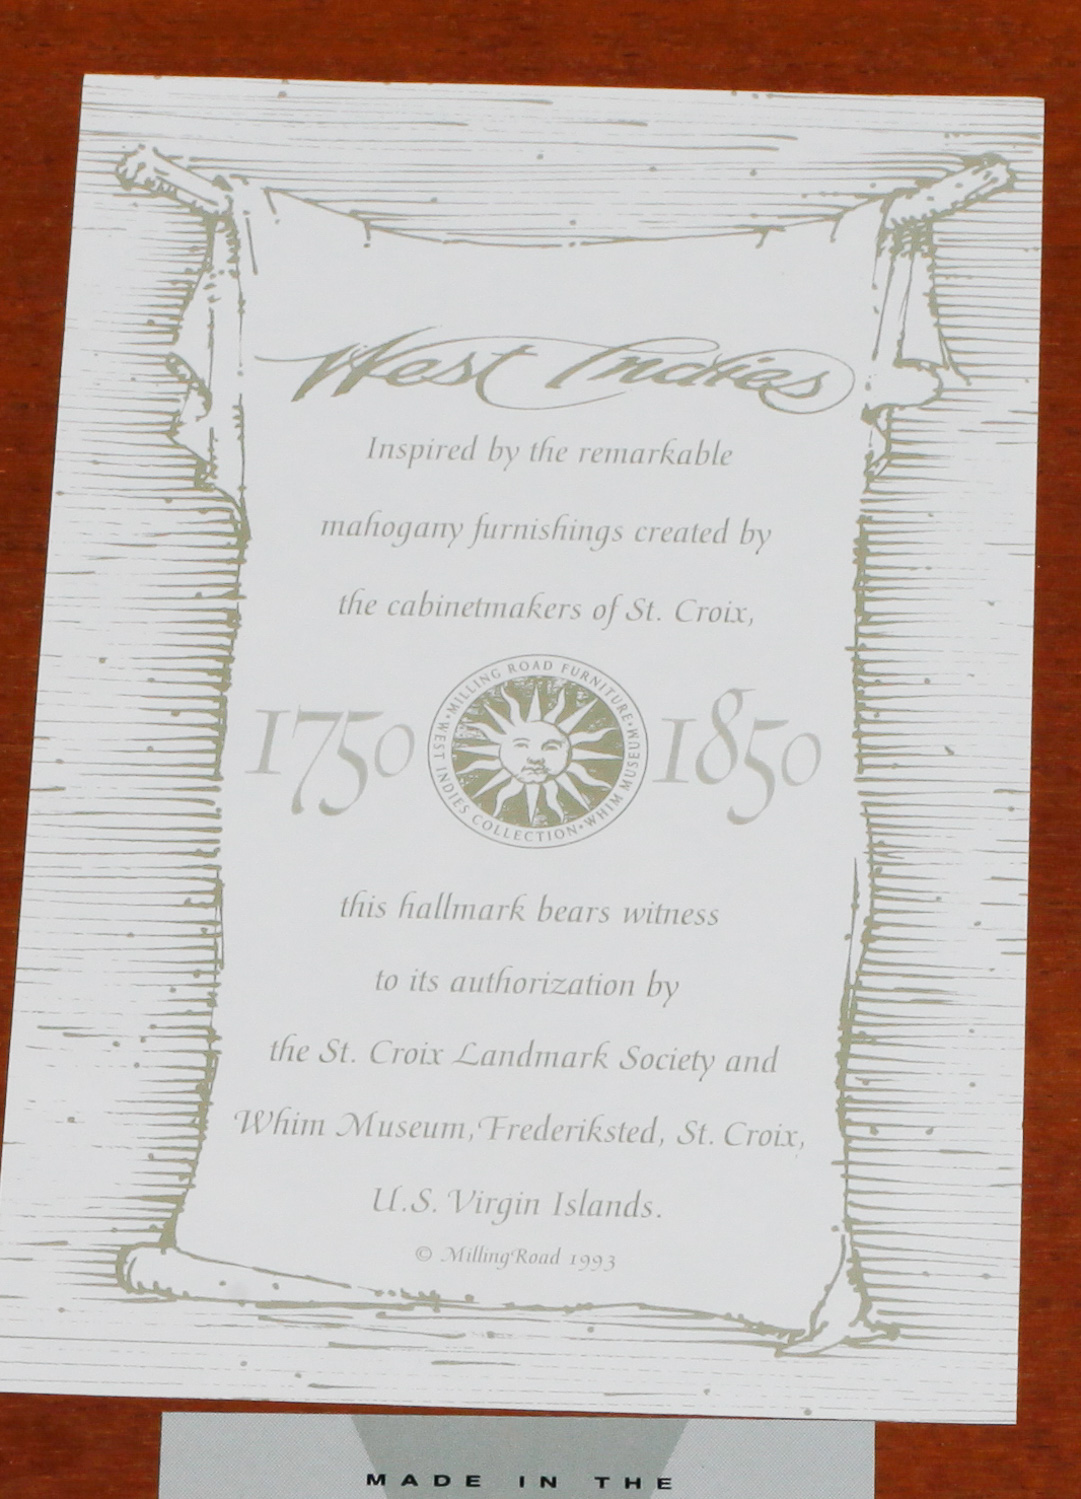 West Indies
Inspired by the remarkable
mahogany furnishings created by
the cabinetmakers of St. Croix,
1750
•MILLING ROAD FURNITURE•WHIM MUSEUM•WEST INDIES COLLECTION
1850
this hallmark bears witness
to its authorization by
the St. Croix Landmark Society and
Whim Museum, Frederiksted, St. Croix,
U.S. Virgin Islands.
© Milling Road 1993
MADE IN THE